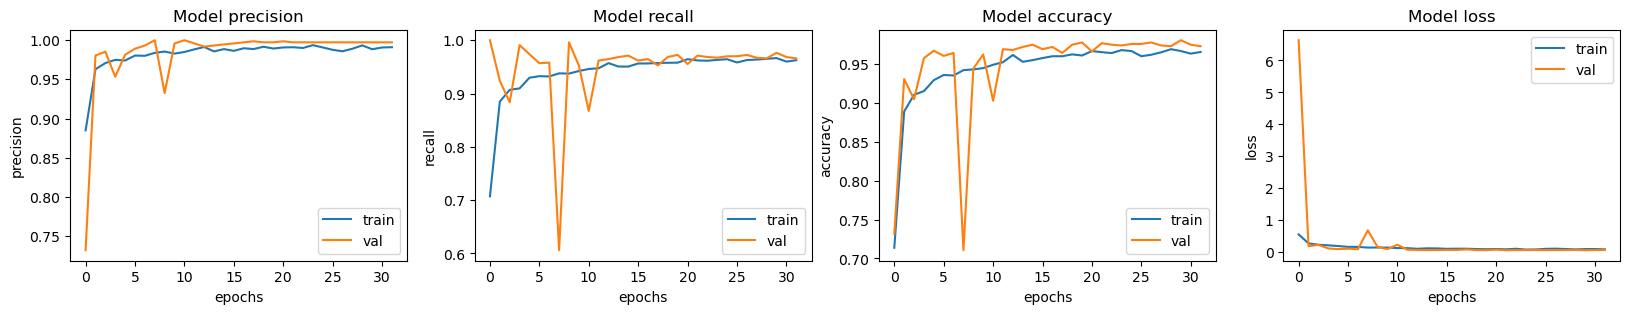 Model precision
precision
1.00
0.95
0.90
0.85
0.80
0.75
0 5 10 15 20 25 30
epochs
train
val
Model recall
recall
1.0
0.9
0.8
0.7
0.6
0 5 10 15 20 25 30
epochs
train
val
Model accuracy
accuracy
0.95
0.90
0.85
0.80
0.75
0.70
0 5 10 15 20 25 30
epochs
train
val
Model loss
loss
6
5
4
3
2
1
0
0 5 10 15 20 25 30
epochs
train
val